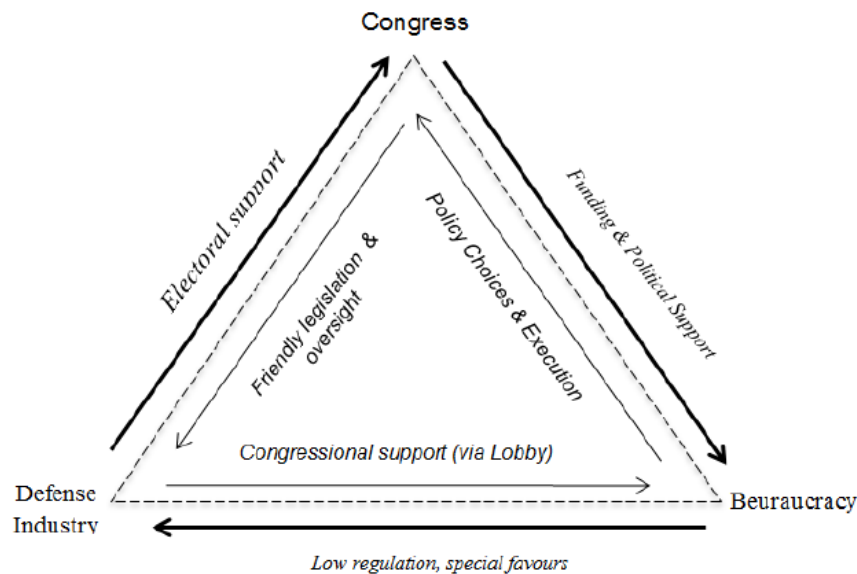 Congress
Electoral support
Friendly legislation &
oversight
Policy Choices & Execution
Funding & Political Support
Congressional support (via Lobby)
Defense
Industry
Beuraucracy
Low regulation, special favours